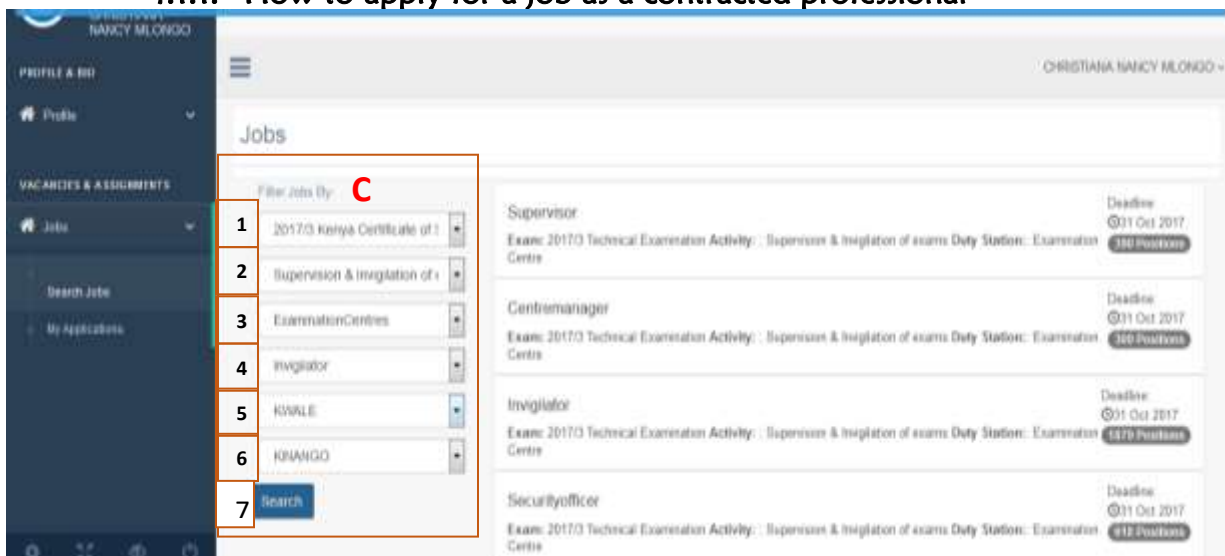 How to apply for a job as a contracted professional
NANCY MLONGO
PROFILE & BIO
Profile
VACANCIES & ASSIGNMENTS
Jobs
Search Jobs
My Applications
CHRISTIANA NANCY MLONGO
Jobs
Filter Jobs By: C
1 2017/3 Kenya Certificate of S
2 Supervision & Invigilation of e
3 ExaminationCentres
4 Invigilator
5 KWALE
6 KINANGO
7 Search
Supervisor
Deadline:
31 Oct 2017
Exam: 2017/3 Technical Examination Activity: : Supervision & Invigilation of exams Duty Station: : Examination
Centre
Positions
Centremanager
Deadline:
31 Oct 2017
Exam: 2017/3 Technical Examination Activity: : Supervision & Invigilation of exams Duty Station: : Examination
Centre
Positions
Invigilator
Deadline:
31 Oct 2017
Exam: 2017/3 Technical Examination Activity: : Supervision & Invigilation of exams Duty Station: : Examination
Centre
Positions
Securityofficer
Deadline:
31 Oct 2017
Exam: 2017/3 Technical Examination Activity: : Supervision & Invigilation of exams Duty Station: : Examination
Centre
Positions